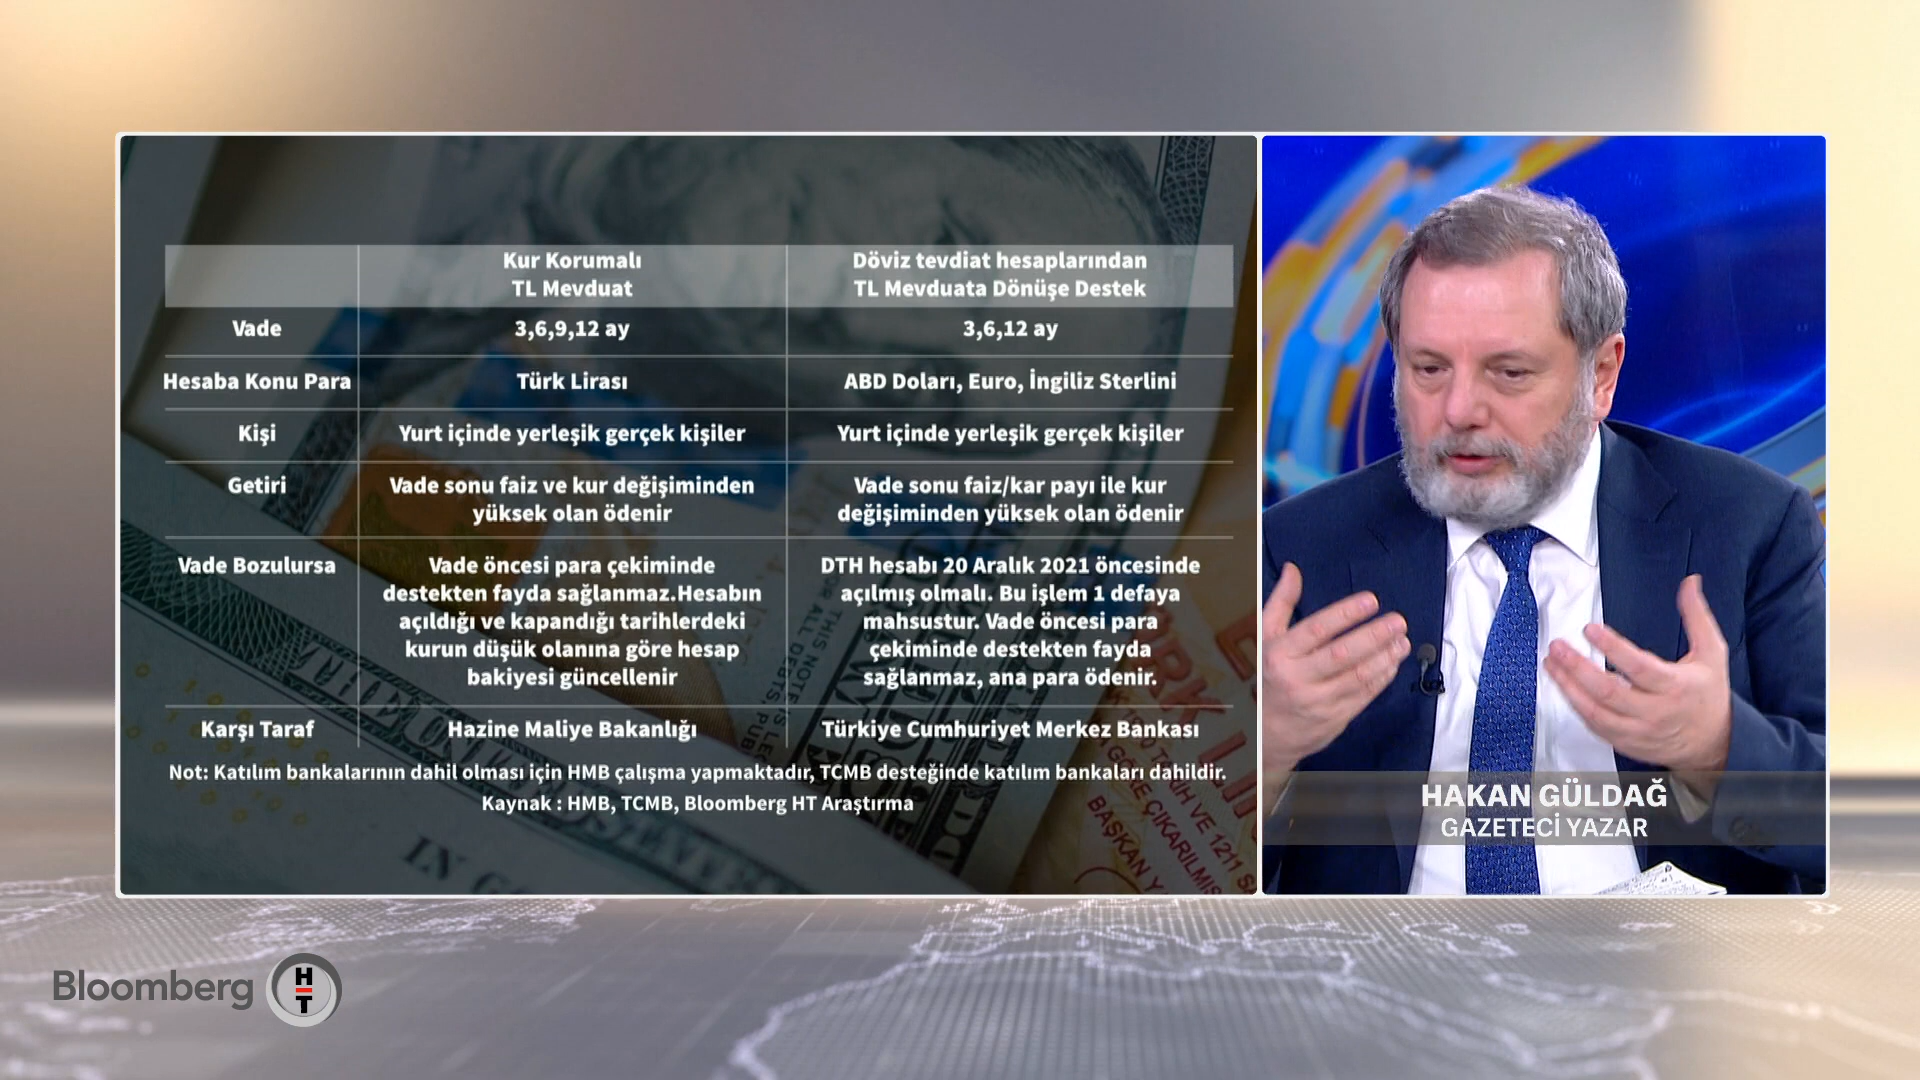 Kur Korumalı
TL Mevduat
Döviz tevdiat hesaplarından
TL Mevduata Dönüşe Destek
Vade
3,6,9,12 ay
3,6,12 ay
Hesaba Konu Para
Türk Lirası
ABD Doları, Euro, İngiliz Sterlini
Kişi
Yurt içinde yerleşik gerçek kişiler
Yurt içinde yerleşik gerçek kişiler
Getiri
Vade sonu faiz ve kur değişiminden
yüksek olan ödenir
Vade sonu faiz/kar payı ile kur
değişiminden yüksek olan ödenir
Vade Bozulursa
Vade öncesi para çekiminde
destekten fayda sağlanmaz.Hesabın
açıldığı ve kapandığı tarihlerdeki
kurun düşük olanına göre hesap
bakiyesi güncellenir
DTH hesabı 20 Aralık 2021 öncesinde
açılmış olmalı. Bu işlem 1 defaya
mahsustur. Vade öncesi para
çekiminde destekten fayda
sağlanmaz, ana para ödenir.
Karşı Taraf
Hazine Maliye Bakanlığı
Türkiye Cumhuriyet Merkez Bankası
Not: Katılım bankalarının dahil olması için HMB çalışma yapmaktadır, TCMB desteğinde katılım bankaları dahildir.
Kaynak : HMB, TCMB, Bloomberg HT Araştırma
HAKAN GÜLDAĞ
GAZETECİ YAZAR
Bloomberg HT